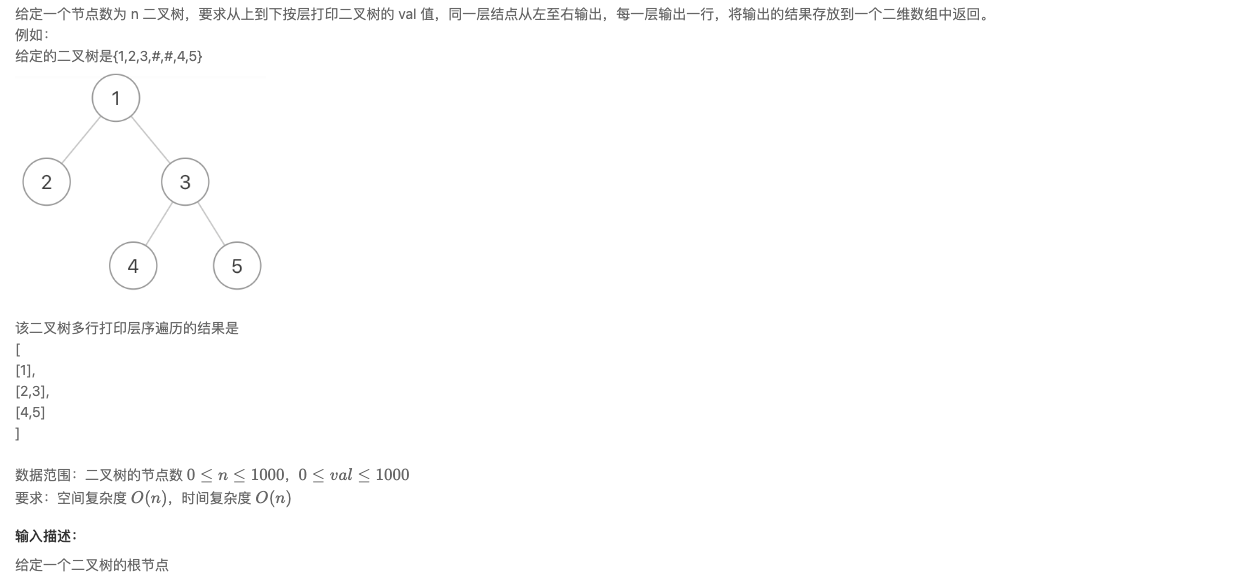 给定一个节点数为 n 二叉树，要求从上到下按层打印二叉树的 val 值，同一层结点从左至右输出，每一层输出一行，将输出的结果存放到一个二维数组中返回。
例如：
给定的二叉树是{1,2,3,#,#,4,5}
1
2
3
4
5
该二叉树多行打印层序遍历的结果是
[
[1],
[2,3],
[4,5]
]
数据范围：二叉树的节点数 0 ≤ n ≤ 1000，0 ≤ val ≤ 1000
要求：空间复杂度 O(n)，时间复杂度 O(n)
输入描述：
给定一个二叉树的根节点